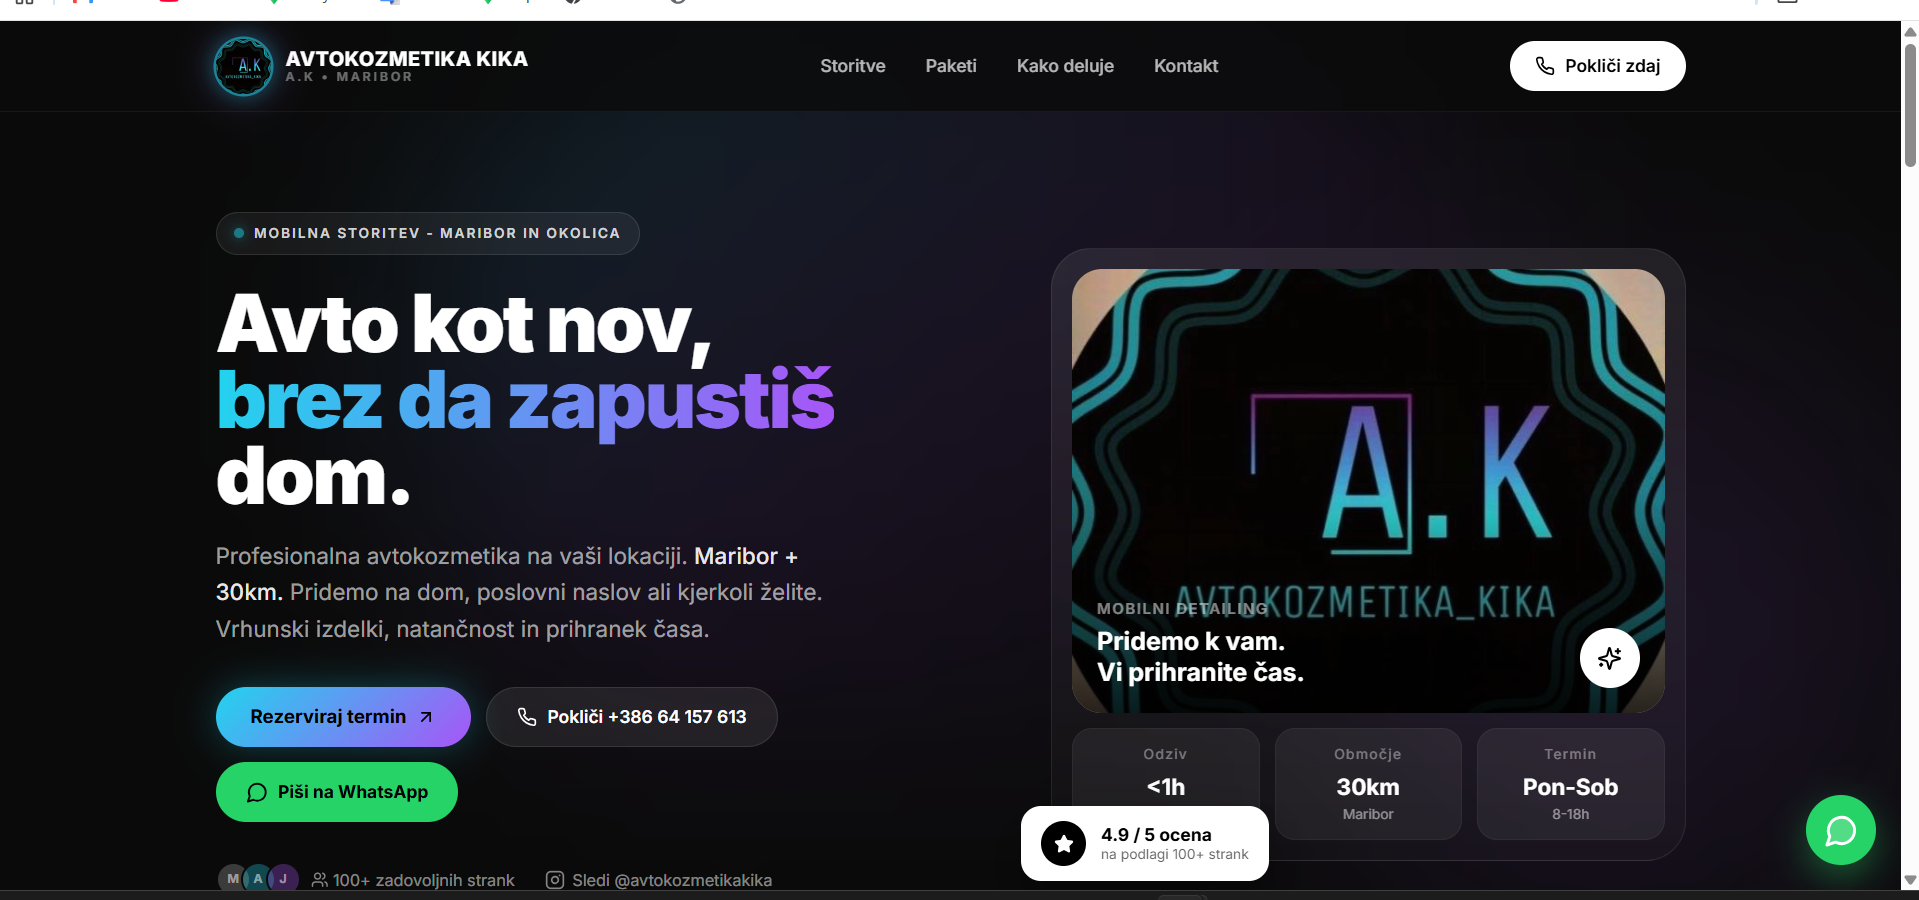 AVTOKOZMETIKA KIKA
A.K • MARIBOR
Storitve
Paketi
Kako deluje
Kontakt
Pokliči zdaj
MOBILNA STORITEV - MARIBOR IN OKOLICA
Avto kot nov,
brez da zapustiš
dom.
Profesionalna avtokozmetika na vaši lokaciji. Maribor +
30km. Pridemo na dom, poslovni naslov ali kjerkoli želite.
Vrhunski izdelki, natančnost in prihranek časa.
Rezerviraj termin
Pokliči +386 64 157 613
Piši na WhatsApp
M A J
100+ zadovoljnih strank
Sledi @avtokozmetikakika
A.K
AVTOKOZMETIKA_KIKA
MOBILNI DETAILING
Pridemo k vam.
Vi prihranite čas.
Odziv
<1h
Območje
30km
Maribor
Termin
Pon-Sob
8-18h
4.9 / 5 ocena
na podlagi 100+ strank